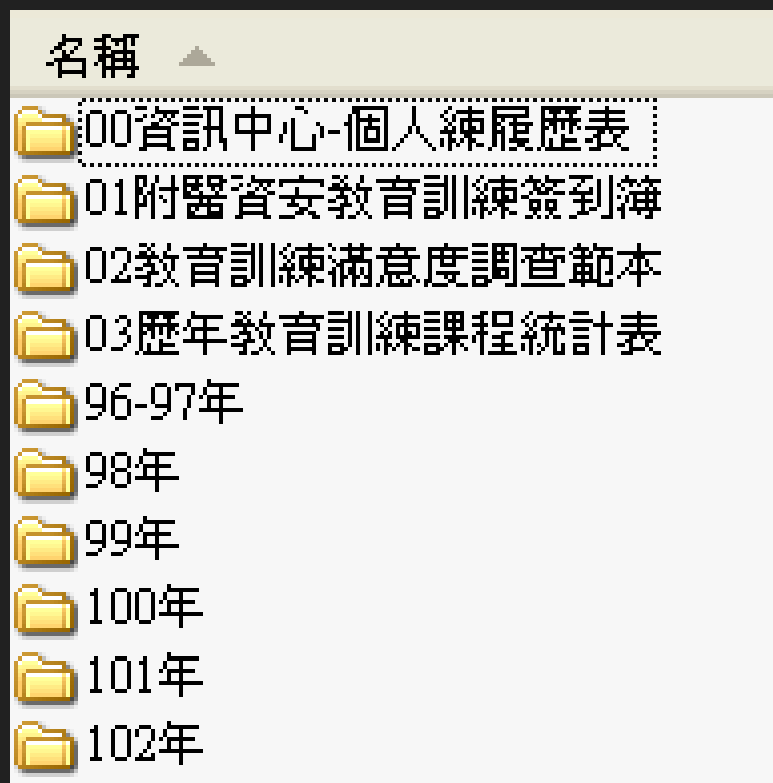 名稱
00資訊中心-個人練履歷表
01附醫資安教育訓練簽到簿
02教育訓練滿意度調查範本
03歷年教育訓練課程統計表
96-97年
98年
99年
100年
101年
102年